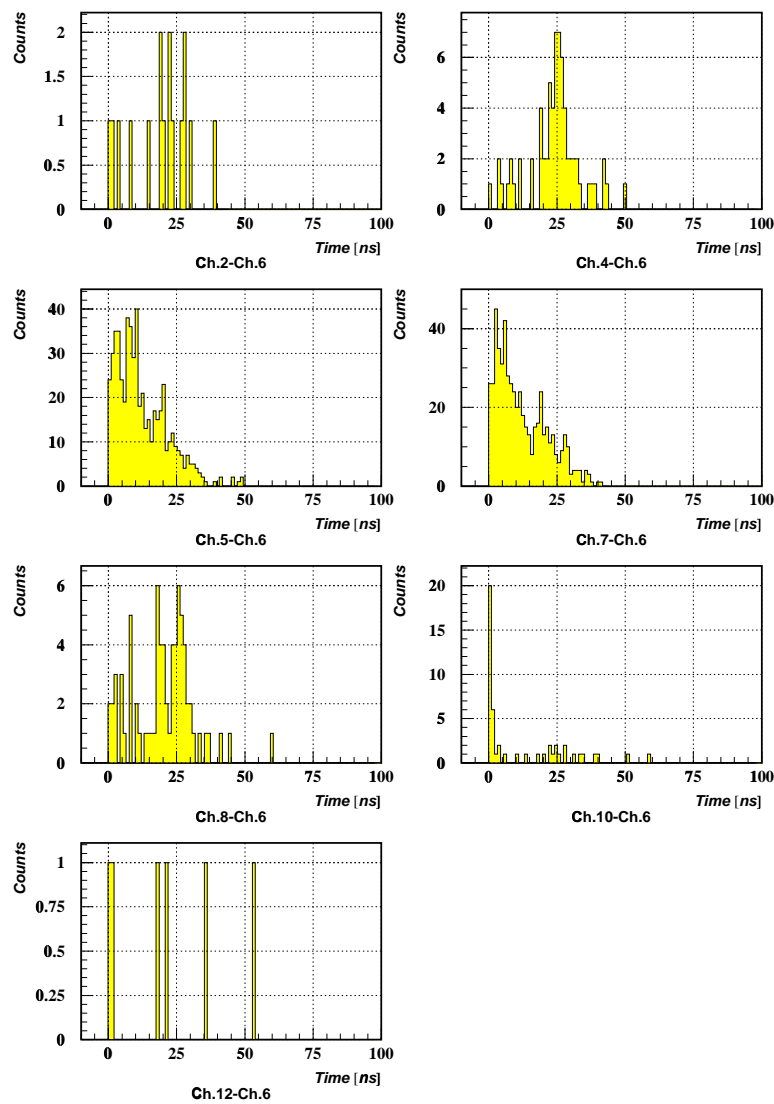 Counts
2
1.5
1
0.5
0
0 25 50 75 100
Time [ns]
Ch.2-Ch.6
Counts
6
4
2
0
0 25 50 75 100
Time [ns]
Ch.4-Ch.6
Counts
40
30
20
10
0
0 25 50 75 100
Time [ns]
Ch.5-Ch.6
Counts
40
20
0
0 25 50 75 100
Time [ns]
Ch.7-Ch.6
Counts
6
4
2
0
0 25 50 75 100
Time [ns]
Ch.8-Ch.6
Counts
20
15
10
5
0
0 25 50 75 100
Time [ns]
Ch.10-Ch.6
Counts
1
0.75
0.5
0.25
0
0 25 50 75 100
Time [ns]
Ch.12-Ch.6